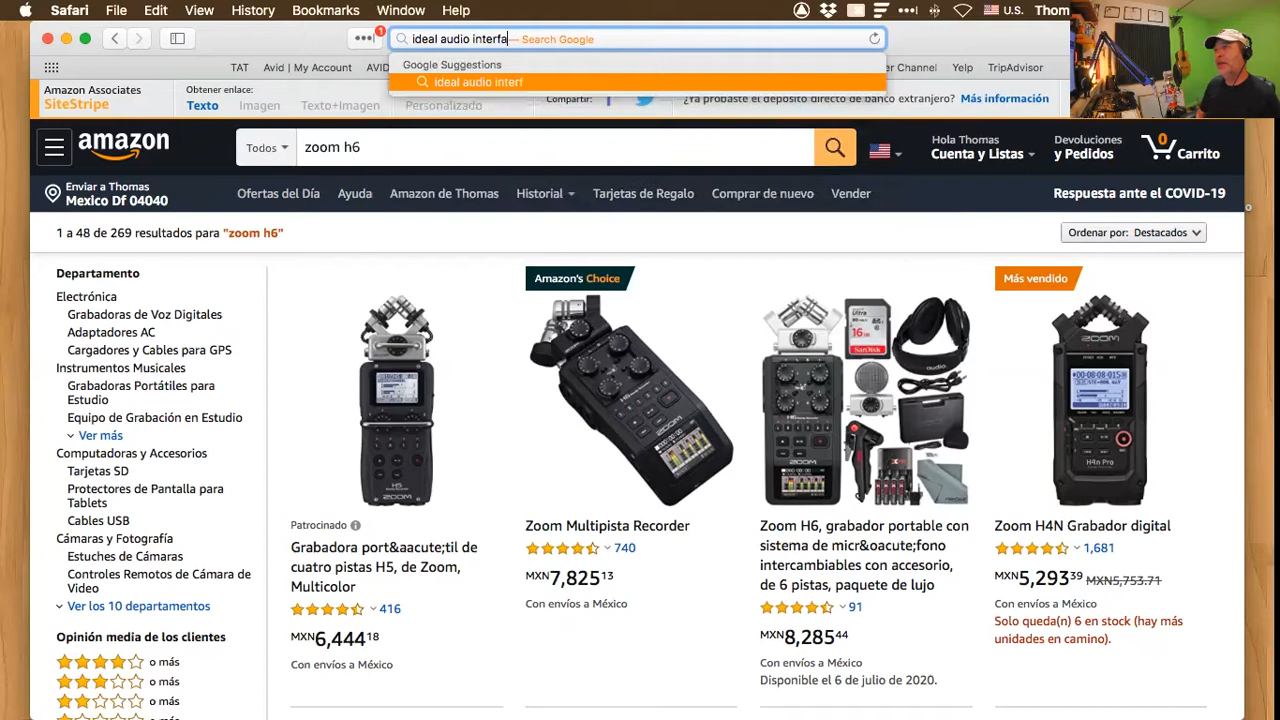 Safari File Edit View History Bookmarks Window Help U.S. Thom
1
ideal audio interfa — Search Google
Google Suggestions
ideal audio interf
TAT Avid | My Account AVID Channel Yelp TripAdvisor
Amazon Associates
SiteStripe
Obtener enlace:
Texto Imagen Texto+Imagen Personalizado
Compartir:
¿Ya probaste el depósito directo de banco extranjero? Más información
amazon
Todos
zoom h6
Hola Thomas
Cuenta y Listas
Devoluciones
y Pedidos
0
Carrito
Enviar a Thomas
Mexico Df 04040
Ofertas del Día Ayuda Amazon de Thomas Historial Tarjetas de Regalo Comprar de nuevo Vender
Respuesta ante el COVID-19
1 a 48 de 269 resultados para "zoom h6"
Ordenar por: Destacados
Departamento
Electrónica
Grabadoras de Voz Digitales
Adaptadores AC
Cargadores y Cables para GPS
Instrumentos Musicales
Grabadoras Portátiles para
Estudio
Equipo de Grabación en Estudio
Ver más
Computadoras y Accesorios
Tarjetas SD
Protectores de Pantalla para
Tablets
Cables USB
Cámaras y Fotografía
Estuches de Cámaras
Controles Remotos de Cámara de
Video
Ver los 10 departamentos
Opinión media de los clientes
o más
o más
o más
Patrocinado
Grabadora port&aacute;til de
cuatro pistas H5, de Zoom,
Multicolor
416
MXN 6,444 18
Con envíos a México
Amazon's Choice
Zoom Multipista Recorder
740
MXN 7,825 13
Con envíos a México
Zoom H6, grabador portable con
sistema de micr&oacute;fono
intercambiables con accesorio,
de 6 pistas, paquete de lujo
91
MXN 8,285 44
Con envíos a México
Disponible el 6 de julio de 2020.
Más vendido
Zoom H4N Grabador digital
1,681
MXN 5,293 39 MXN5,753.71
Con envíos a México
Solo queda(n) 6 en stock (hay más
unidades en camino).